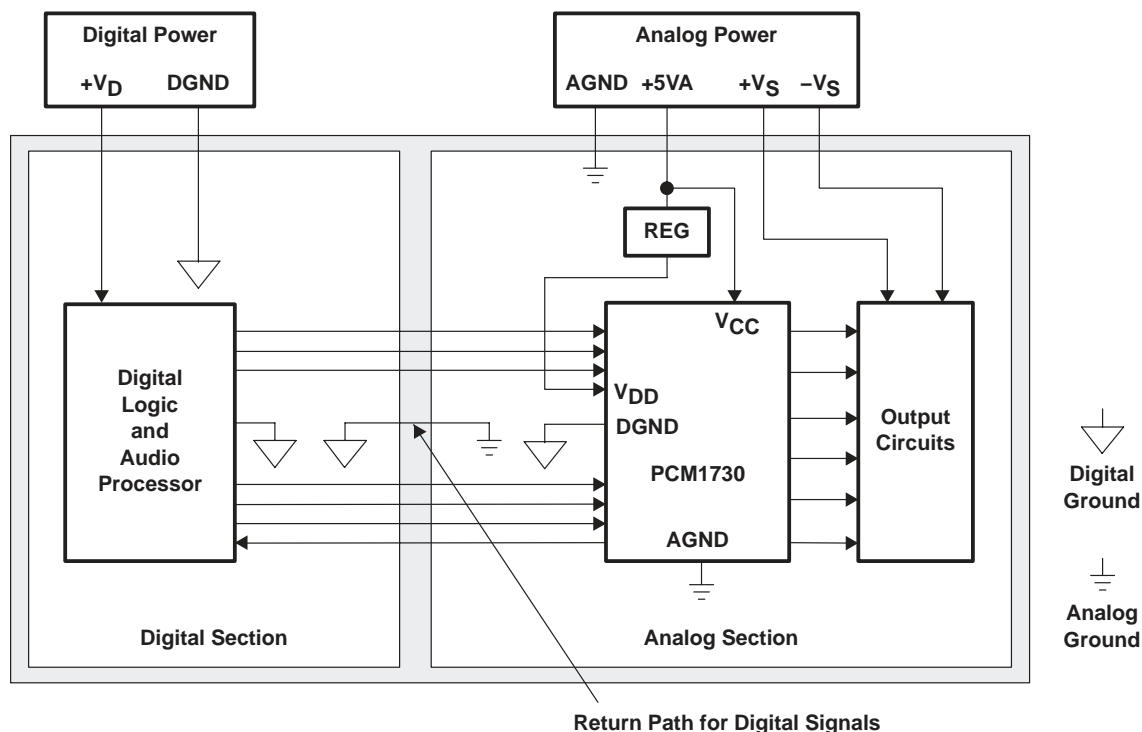 Digital Power
+VD DGND
Analog Power
AGND +5VA +VS –VS
REG
VCC
VDD
DGND
PCM1730
AGND
Digital
Logic
and
Audio
Processor
Output
Circuits
Digital
Ground
Analog
Ground
Digital Section
Analog Section
Return Path for Digital Signals